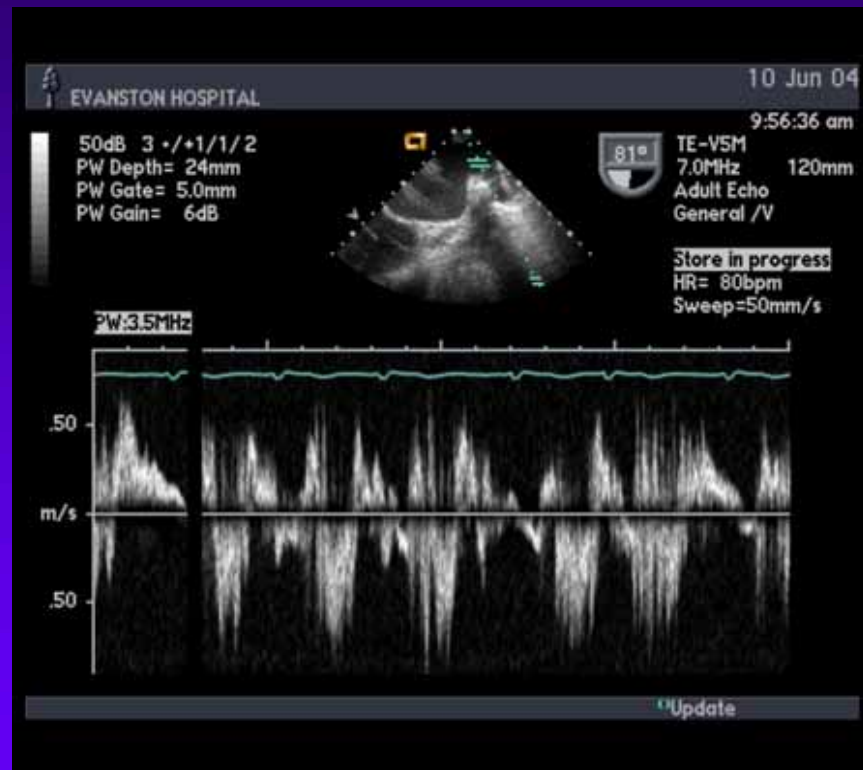 10 Jun 04
EVANSTON HOSPITAL
9:56:36 am
50dB 3 •/+1/1/2
PW Depth= 24mm
PW Gate= 5.0mm
PW Gain= 6dB
81°
TE-V5M
7.0MHz 120mm
Adult Echo
General /V
Store in progress
HR= 80bpm
Sweep=50mm/s
PW:3.5MHz
.50
m/s
.50
Update